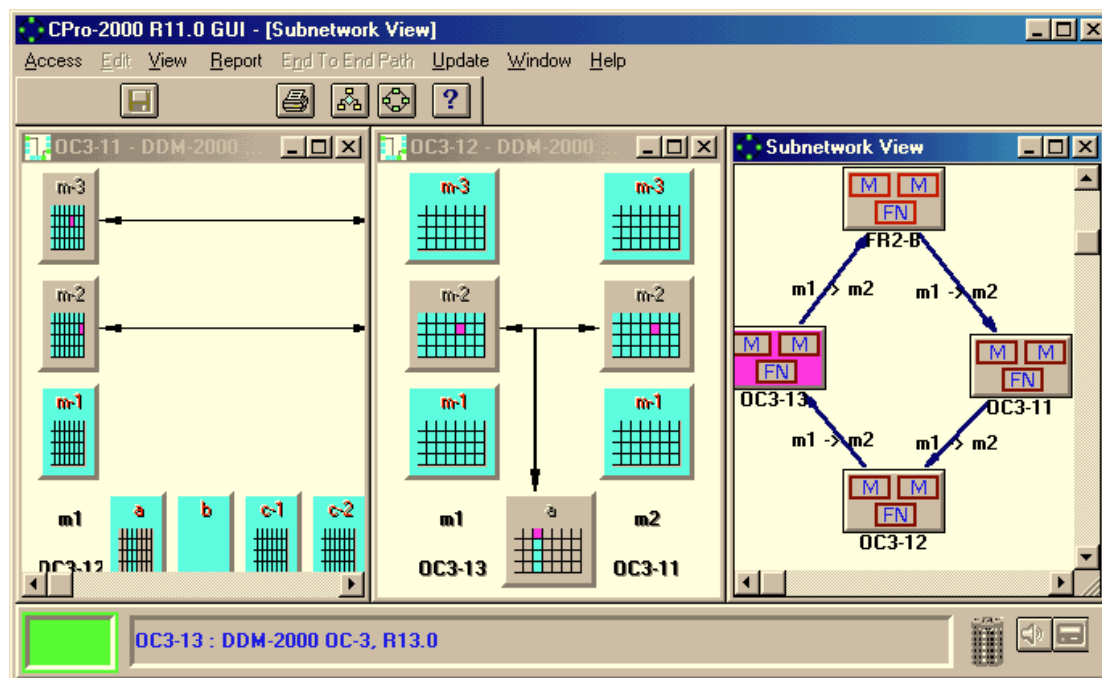 CPro-2000 R11.0 GUI - [Subnetwork View]
Access Edit View Report End To End Path Update Window Help
?
OC3-11 - DDM-2000 ...
m-3
m-2
m-1
a b c-1 c-2
m1
OC3-12
OC3-12 - DDM-2000 ...
m-3 m-3
m-2 m-2
m-1 m-1
a
m1 m2
OC3-13 OC3-11
Subnetwork View
M M
FN
FR2-B
m1 -> m2 m1 -> m2
M M
FN
OC3-13
M M
FN
OC3-11
m1 -> m2 m1 -> m2
M M
FN
OC3-12
OC3-13 : DDM-2000 OC-3, R13.0